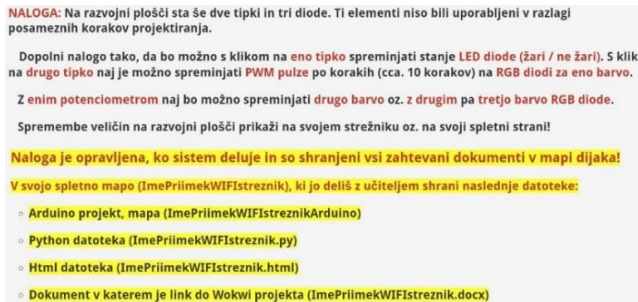 NALOGA: Na razvojni plošči sta še dve tipki in tri diode. Ti elementi niso bili uporabljeni v razlagi
posameznih korakov projektiranja.
Dopolni nalogo tako, da bo možno s klikom na eno tipko spreminjati stanje LED diode (žari / ne žari). S klik
na drugo tipko naj je možno spreminjati PWM pulze po korakih (cca. 10 korakov) na RGB diodi za eno barvo.
Z enim potenciometrom naj bo možno spreminjati drugo barvo oz. z drugim pa tretjo barvo RGB diode.
Spremembe veličin na razvojni plošči prikaži na svojem strežniku oz. na svoji spletni strani!
Naloga je opravljena, ko sistem deluje in so shranjeni vsi zahtevani dokumenti v mapi dijaka!
V svojo spletno mapo (ImePriimekWIFIstreznik), ki jo deliš z učiteljem shrani naslednje datoteke:
◦ Arduino projekt, mapa (ImePriimekWIFIstreznikArduino)
◦ Python datoteka (ImePriimekWIFIstreznik.py)
◦ Html datoteka (ImePriimekWIFIstreznik.html)
◦ Dokument v katerem je link do Wokwi projekta (ImePriimekWIFIstreznik.docx)